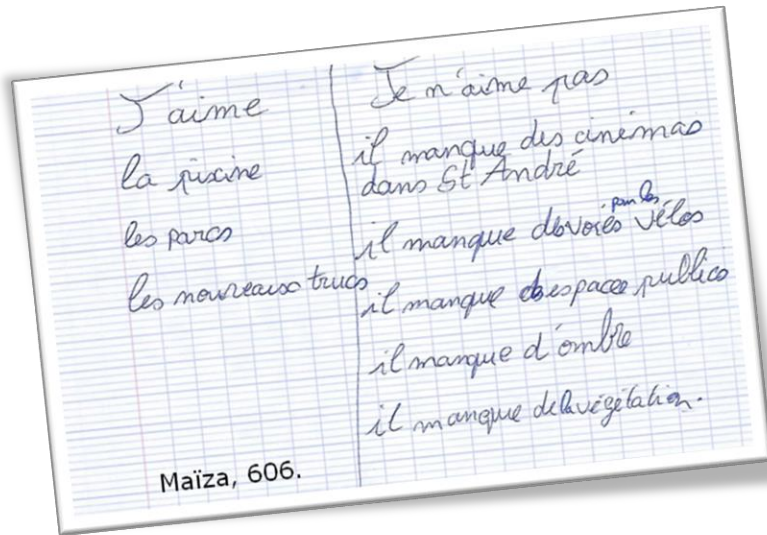 J'aime
la piscine
les parcs
les nouveaux trucs
Je n'aime pas
il manque des cinémas
dans St André
il manque des voies pour les vélos
il manque des espaces publics
il manque d'ombre
il manque de la végétation.
Maïza, 606.